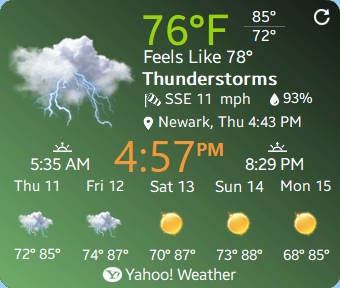 76°F
85°
72°
Feels Like 78°
Thunderstorms
SSE 11 mph 93%
Newark, Thu 4:43 PM
5:35 AM 4:57 PM 8:29 PM
Thu 11 Fri 12 Sat 13 Sun 14 Mon 15
72° 85° 74° 87° 70° 87° 73° 88° 68° 85°
Y! Yahoo! Weather